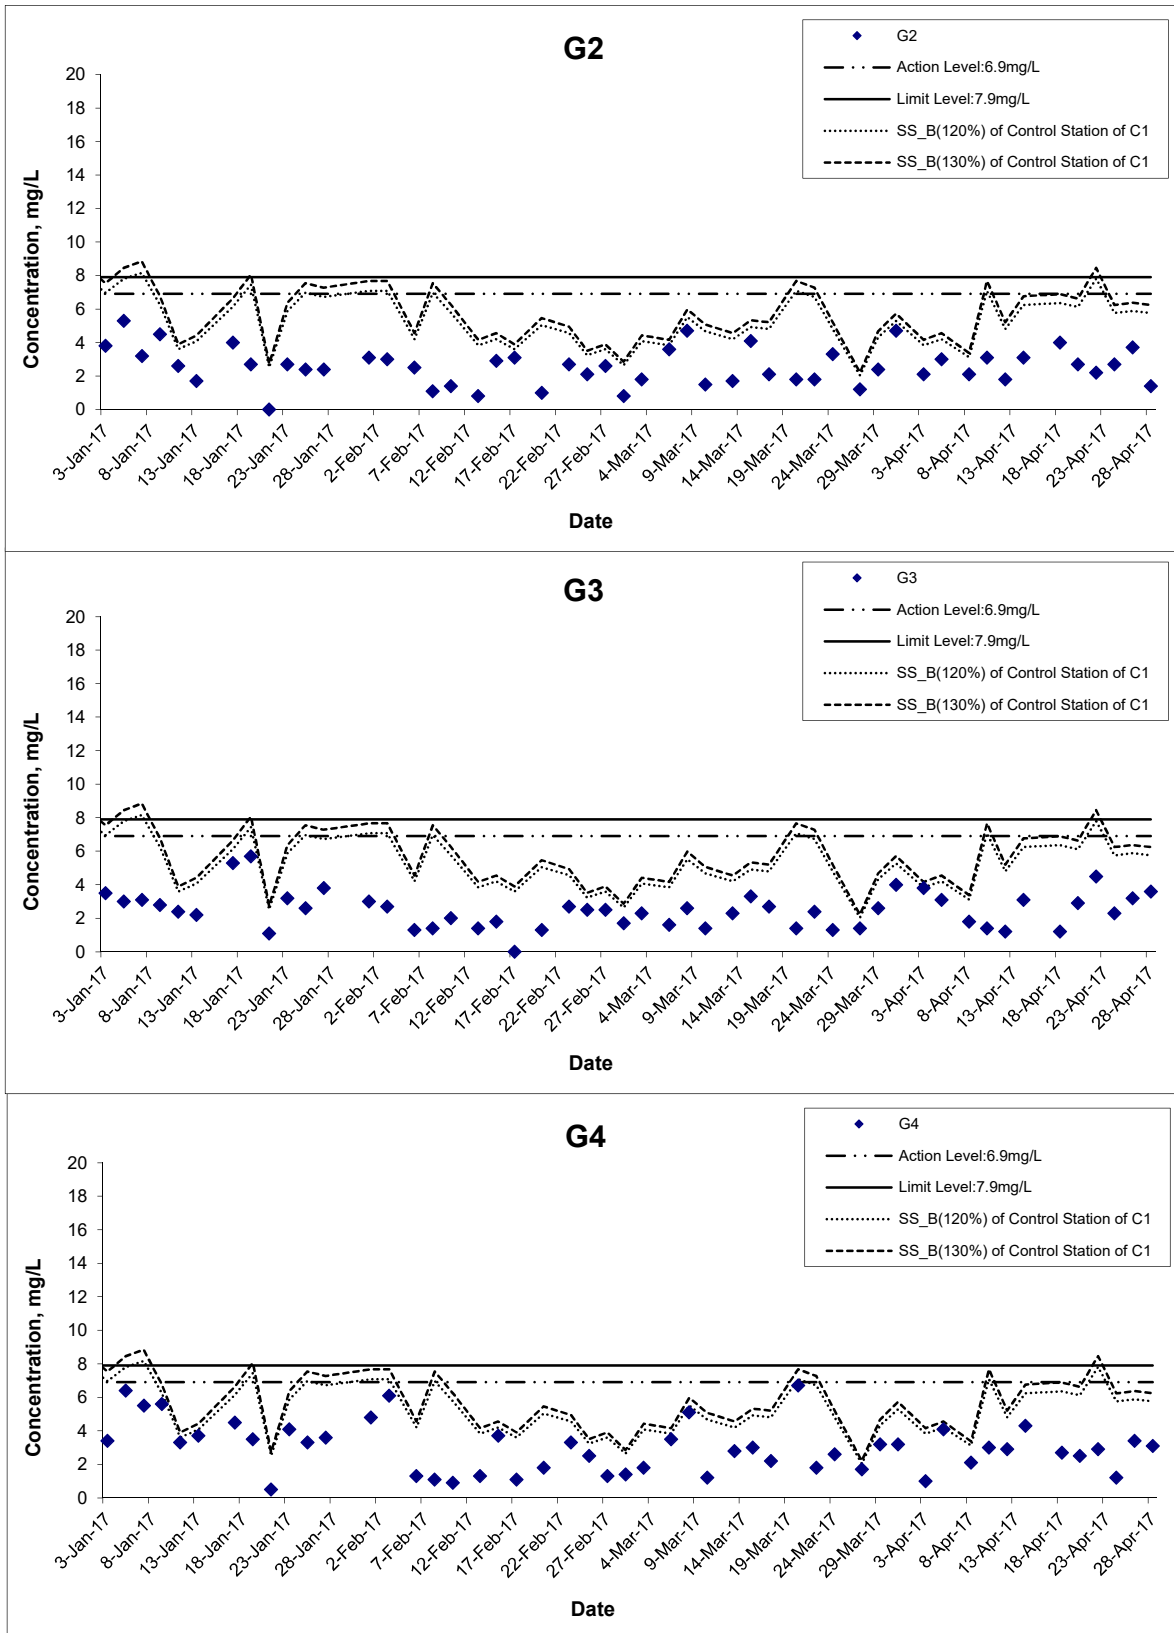 G2
G2
Action Level:6.9mg/L
Limit Level:7.9mg/L
SS_B(120%) of Control Station of C1
SS_B(130%) of Control Station of C1
Concentration, mg/L
20
18
16
14
12
10
8
6
4
2
0
3-Jan-17
8-Jan-17
13-Jan-17
18-Jan-17
23-Jan-17
28-Jan-17
2-Feb-17
7-Feb-17
12-Feb-17
17-Feb-17
22-Feb-17
27-Feb-17
4-Mar-17
9-Mar-17
14-Mar-17
19-Mar-17
24-Mar-17
29-Mar-17
3-Apr-17
8-Apr-17
13-Apr-17
18-Apr-17
23-Apr-17
28-Apr-17
Date
G3
G3
Action Level:6.9mg/L
Limit Level:7.9mg/L
SS_B(120%) of Control Station of C1
SS_B(130%) of Control Station of C1
Concentration, mg/L
20
18
16
14
12
10
8
6
4
2
0
3-Jan-17
8-Jan-17
13-Jan-17
18-Jan-17
23-Jan-17
28-Jan-17
2-Feb-17
7-Feb-17
12-Feb-17
17-Feb-17
22-Feb-17
27-Feb-17
4-Mar-17
9-Mar-17
14-Mar-17
19-Mar-17
24-Mar-17
29-Mar-17
3-Apr-17
8-Apr-17
13-Apr-17
18-Apr-17
23-Apr-17
28-Apr-17
Date
G4
G4
Action Level:6.9mg/L
Limit Level:7.9mg/L
SS_B(120%) of Control Station of C1
SS_B(130%) of Control Station of C1
Concentration, mg/L
20
18
16
14
12
10
8
6
4
2
0
3-Jan-17
8-Jan-17
13-Jan-17
18-Jan-17
23-Jan-17
28-Jan-17
2-Feb-17
7-Feb-17
12-Feb-17
17-Feb-17
22-Feb-17
27-Feb-17
4-Mar-17
9-Mar-17
14-Mar-17
19-Mar-17
24-Mar-17
29-Mar-17
3-Apr-17
8-Apr-17
13-Apr-17
18-Apr-17
23-Apr-17
28-Apr-17
Date